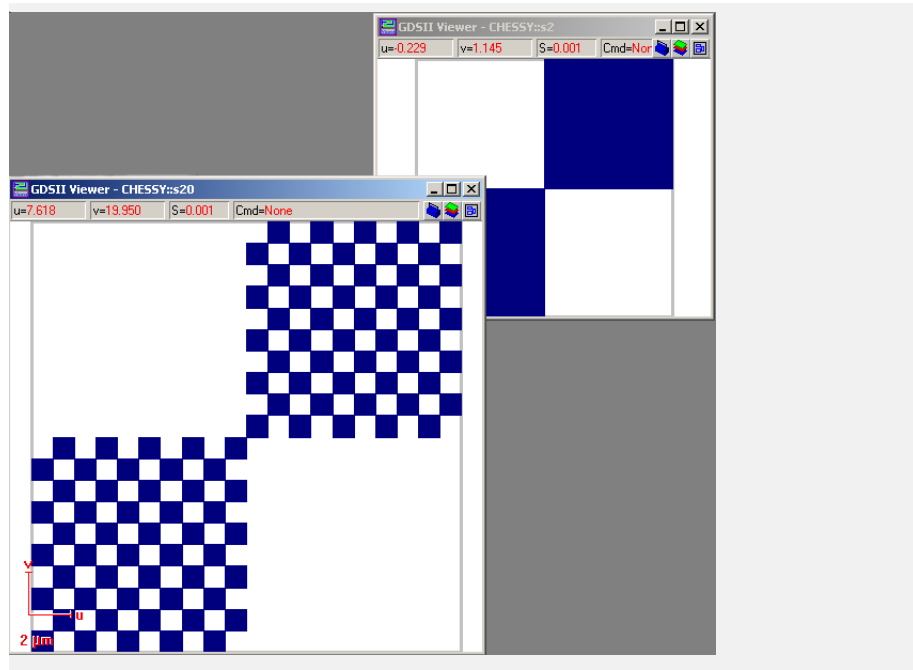 GDSII Viewer - CHESSY::s2
u=-0.229 v=1.145 S=0.001 Cmd=Nor
GDSII Viewer - CHESSY::s20
u=7.618 v=19.950 S=0.001 Cmd=None
v
u
2 µm